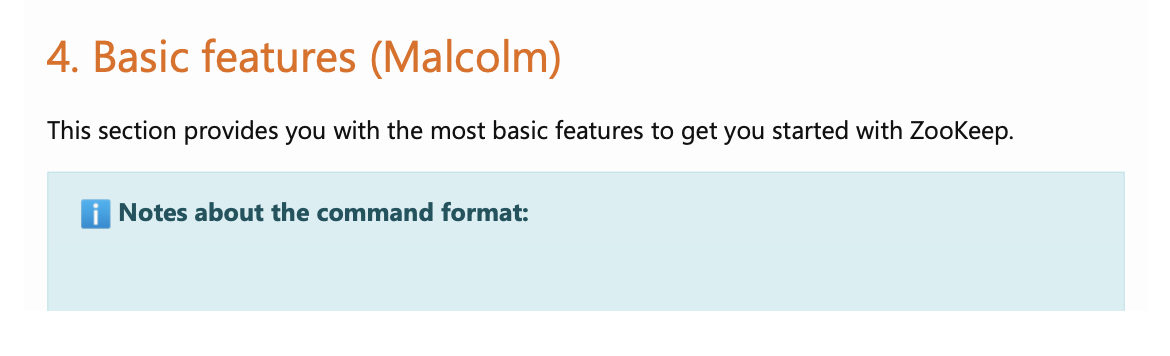 4. Basic features (Malcolm)
This section provides you with the most basic features to get you started with ZooKeep.
ℹ️ Notes about the command format: